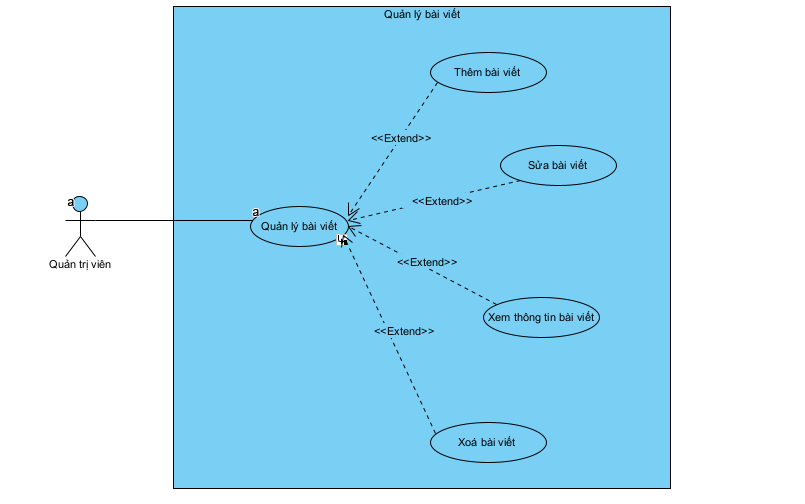 Quản lý bài viết
Thêm bài viết
<<Extend>>
Sửa bài viết
<<Extend>>
a
a
Quản lý bài viết
Quản trị viên
<<Extend>>
Xem thông tin bài viết
<<Extend>>
Xoá bài viết